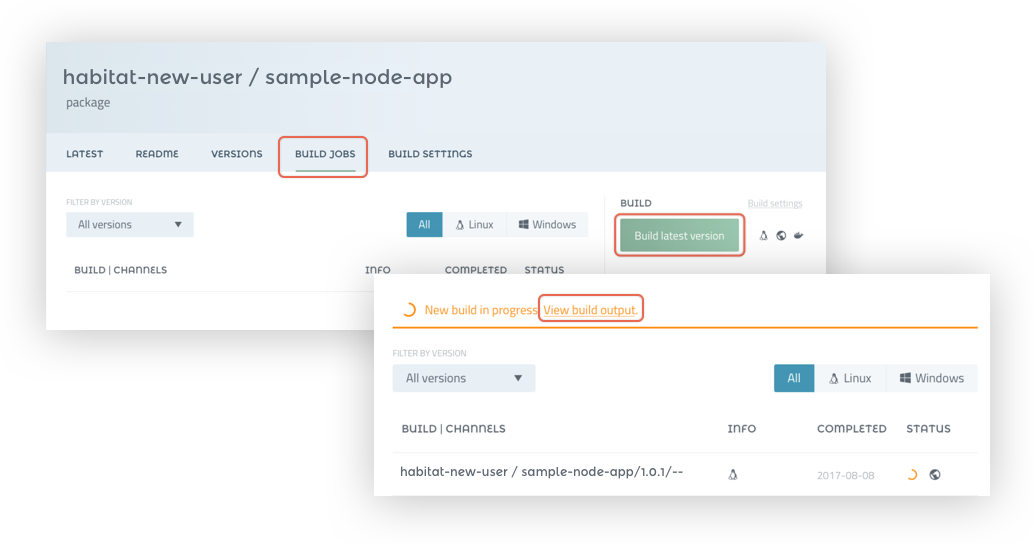 habitat-new-user / sample-node-app
package
LATEST README VERSIONS BUILD JOBS BUILD SETTINGS
FILTER BY VERSION
All versions
All Linux Windows
BUILD | CHANNELS INFO COMPLETED STATUS
BUILD Build settings
Build latest version
New build in progress View build output.
FILTER BY VERSION
All versions
All Linux Windows
BUILD | CHANNELS INFO COMPLETED STATUS
habitat-new-user / sample-node-app/1.0.1/-- 2017-08-08